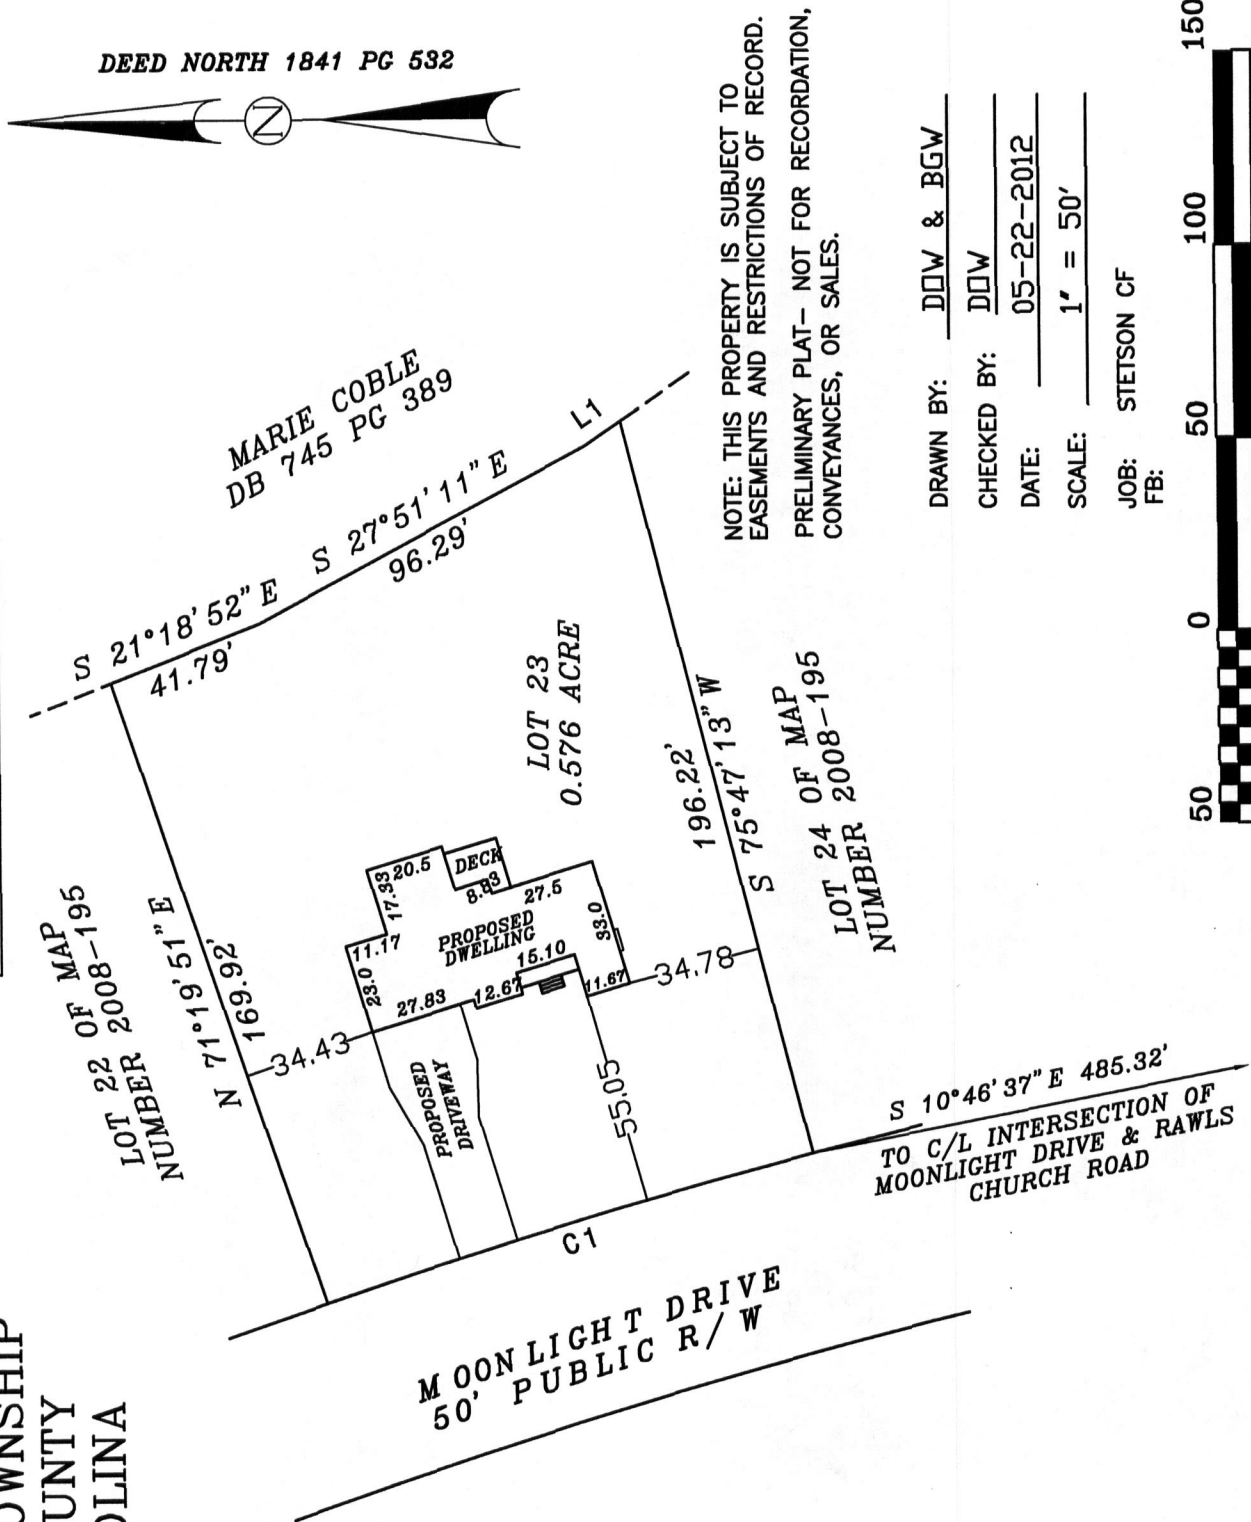 DEED NORTH 1841 PG 532
N
MARIE COBLE
DB 745 PG 389
S 21°18'52" E
41.79'
S 27°51'11" E
96.29'
L1
LOT 23
0.576 ACRE
LOT 22 OF MAP
NUMBER 2008-195
N 71°19'51" E
169.92'
34.43
23.0
11.17
17.33
20.5
DECK
8.83
27.5
33.0
PROPOSED
DWELLING
15.10
27.83
12.67
11.67
34.78
55.05
PROPOSED
DRIVEWAY
196.22'
S 75°47'13" W
LOT 24 OF MAP
NUMBER 2008-195
C1
S 10°46'37" E 485.32'
TO C/L INTERSECTION OF
MOONLIGHT DRIVE & RAWLS
CHURCH ROAD
MOONLIGHT DRIVE
50' PUBLIC R/W
NOTE: THIS PROPERTY IS SUBJECT TO
EASEMENTS AND RESTRICTIONS OF RECORD.
PRELIMINARY PLAT- NOT FOR RECORDATION,
CONVEYANCES, OR SALES.
DRAWN BY: DOW & BGW
CHECKED BY: DOW
DATE: 05-22-2012
SCALE: 1" = 50'
JOB: STETSON CF
FB:
50 0 50 100 150
OWNSHIP
UNTY
OLINA